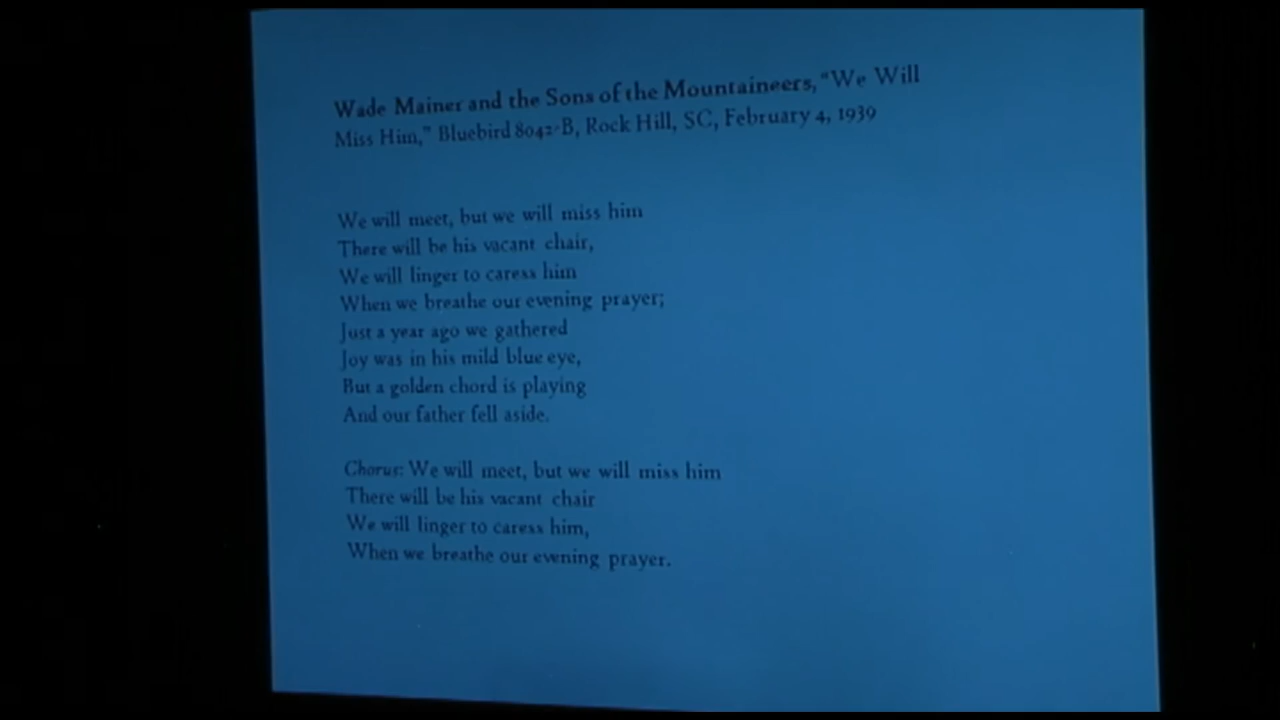 Wade Mainer and the Sons of the Mountaineers, "We Will
Miss Him," Bluebird 8042-B, Rock Hill, SC, February 4, 1939
We will meet, but we will miss him
There will be his vacant chair,
We will linger to caress him
When we breathe our evening prayer;
Just a year ago we gathered
Joy was in his mild blue eye,
But a golden chord is playing
And our father fell aside.
Chorus: We will meet, but we will miss him
There will be his vacant chair
We will linger to caress him,
When we breathe our evening prayer.